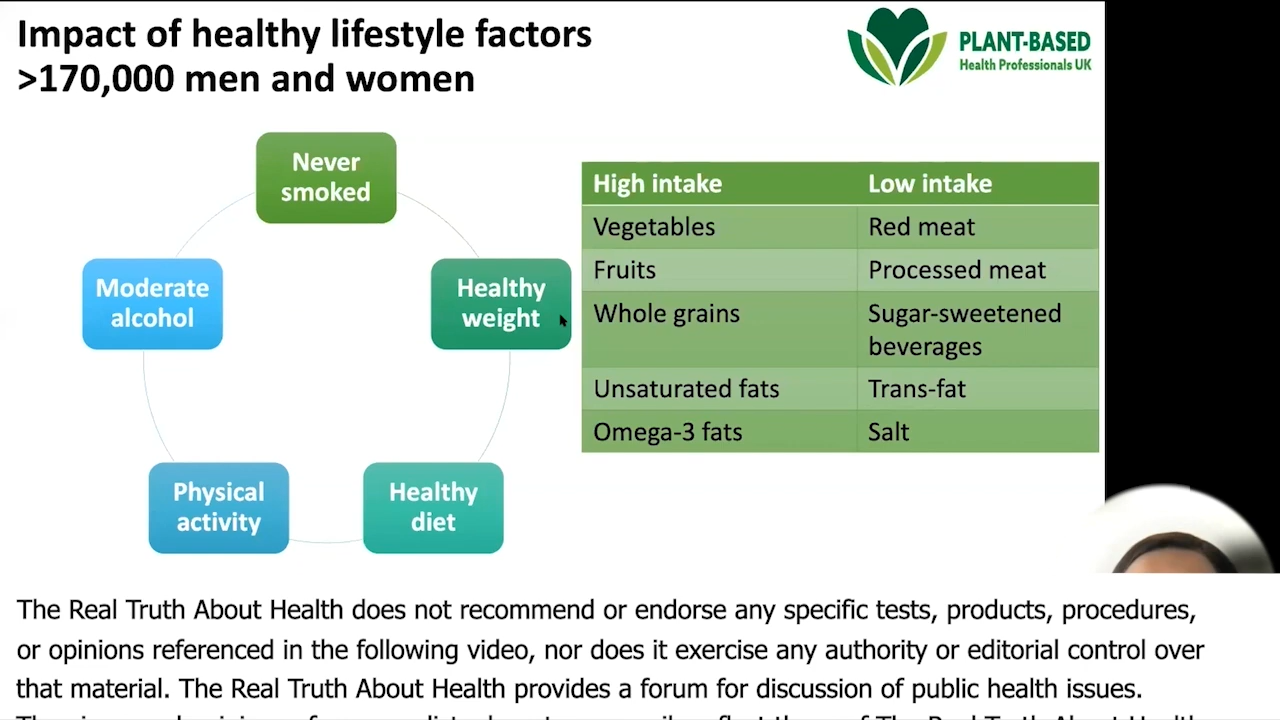 Impact of healthy lifestyle factors
>170,000 men and women
PLANT-BASED
Health Professionals UK
Never
smoked
Healthy
weight
Healthy
diet
Physical
activity
Moderate
alcohol
High intake Low intake
Vegetables Red meat
Fruits Processed meat
Whole grains Sugar-sweetened
beverages
Unsaturated fats Trans-fat
Omega-3 fats Salt
The Real Truth About Health does not recommend or endorse any specific tests, products, procedures,
or opinions referenced in the following video, nor does it exercise any authority or editorial control over
that material. The Real Truth About Health provides a forum for discussion of public health issues.